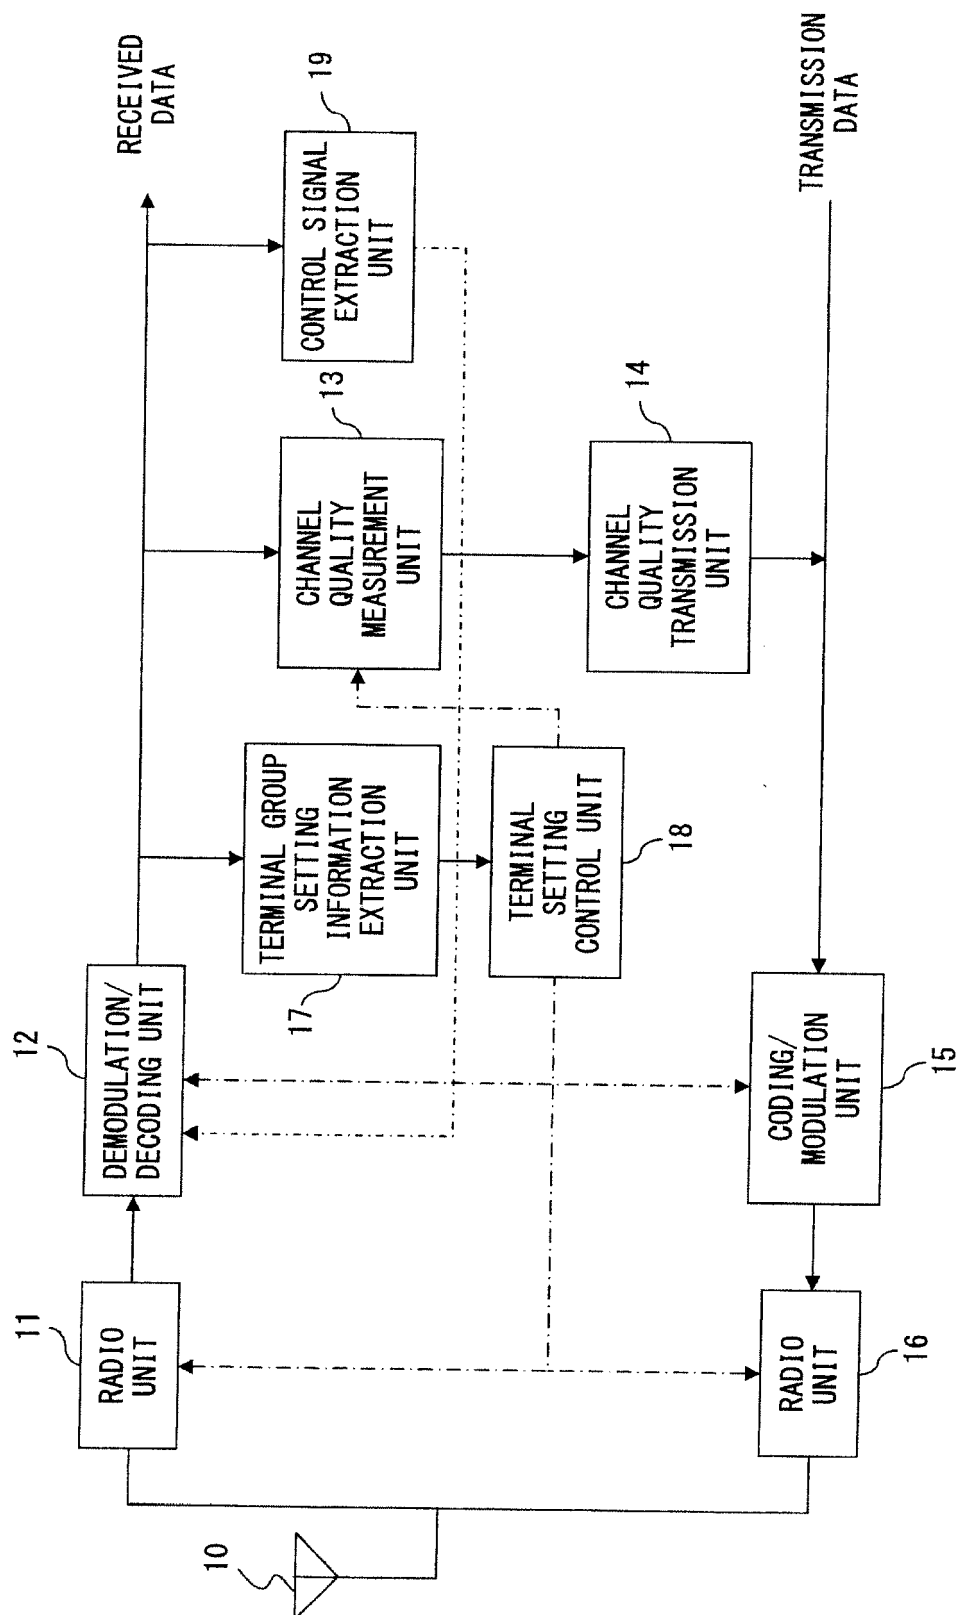 RECEIVED
DATA
19
CONTROL SIGNAL
EXTRACTION
UNIT
13
CHANNEL
QUALITY
MEASUREMENT
UNIT
14
CHANNEL
QUALITY
TRANSMISSION
UNIT
TRANSMISSION
DATA
12
DEMODULATION/
DECODING UNIT
TERMINAL GROUP
SETTING
INFORMATION
EXTRACTION
UNIT
17
TERMINAL
SETTING
CONTROL UNIT
18
CODING/
MODULATION
UNIT
15
11
RADIO
UNIT
RADIO
UNIT
16
10